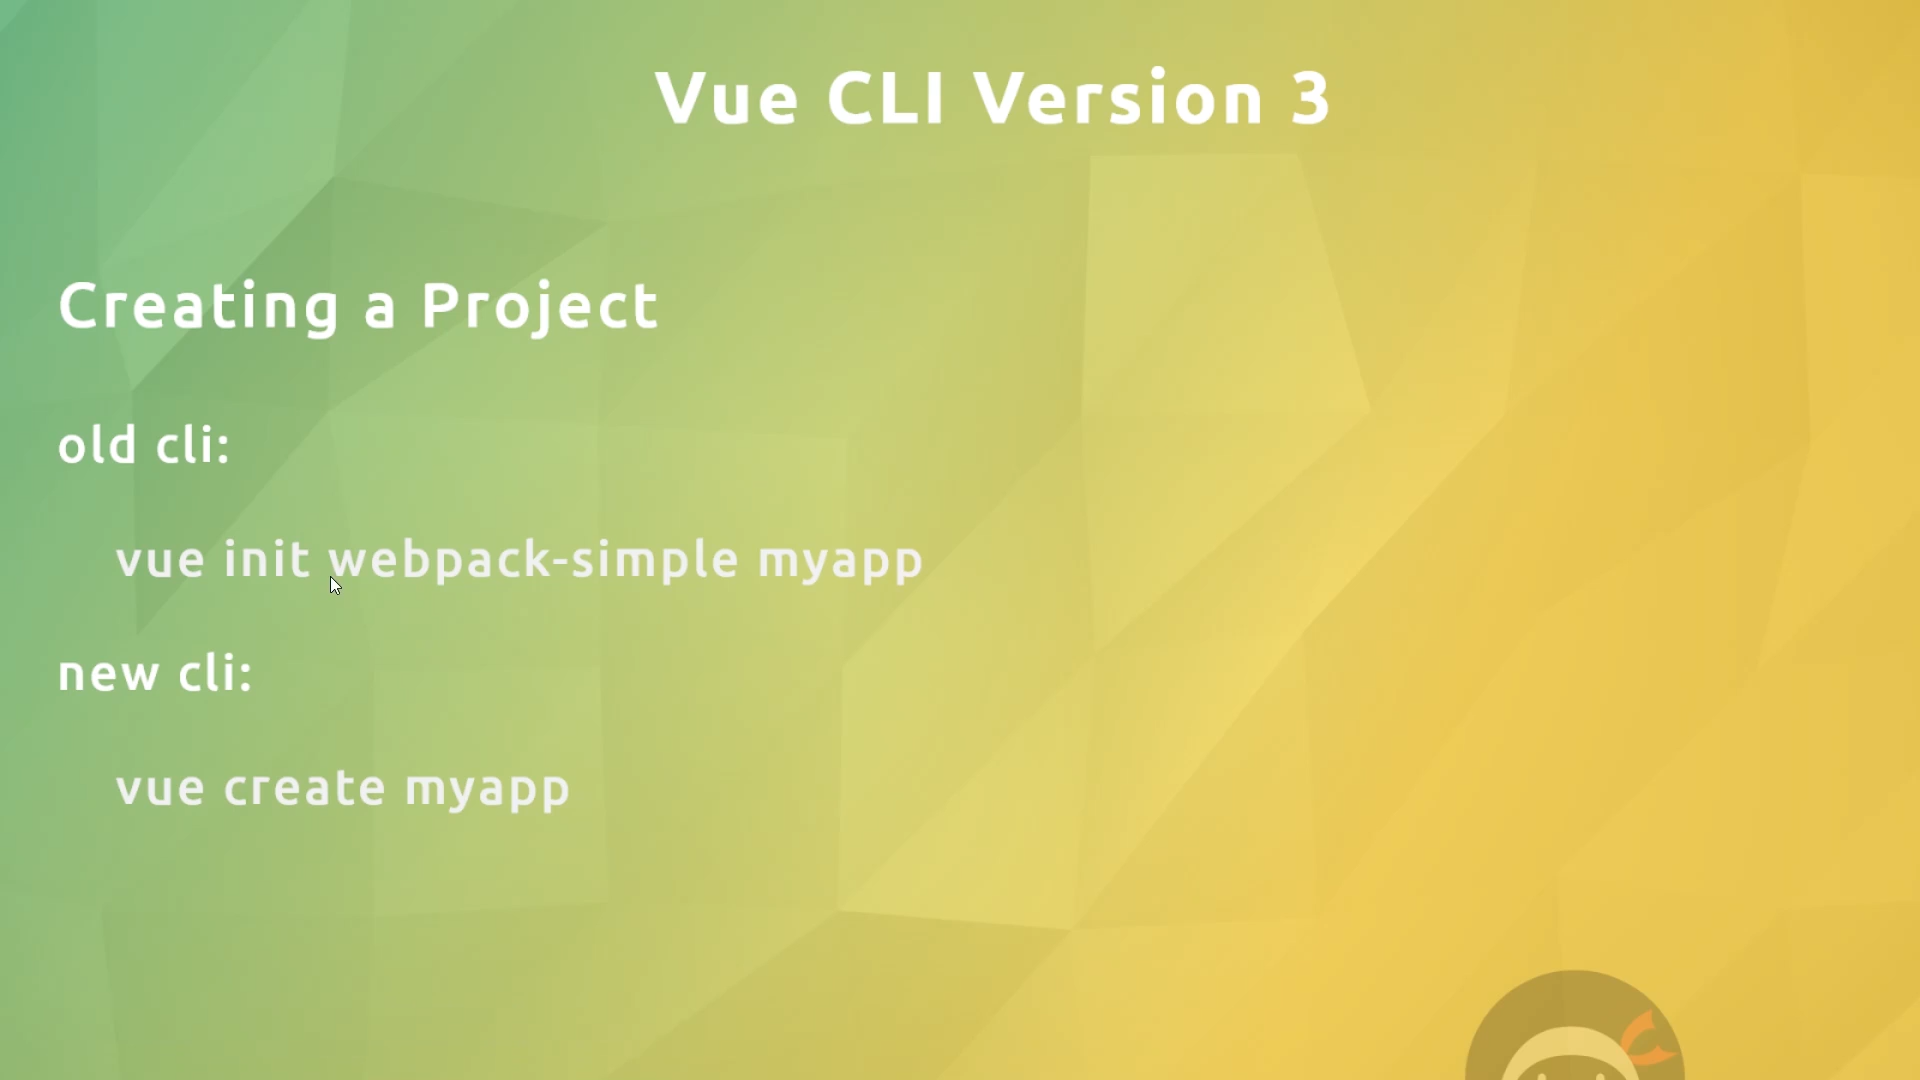 Vue CLI Version 3
Creating a Project
old cli:
vue init webpack-simple myapp
new cli:
vue create myapp